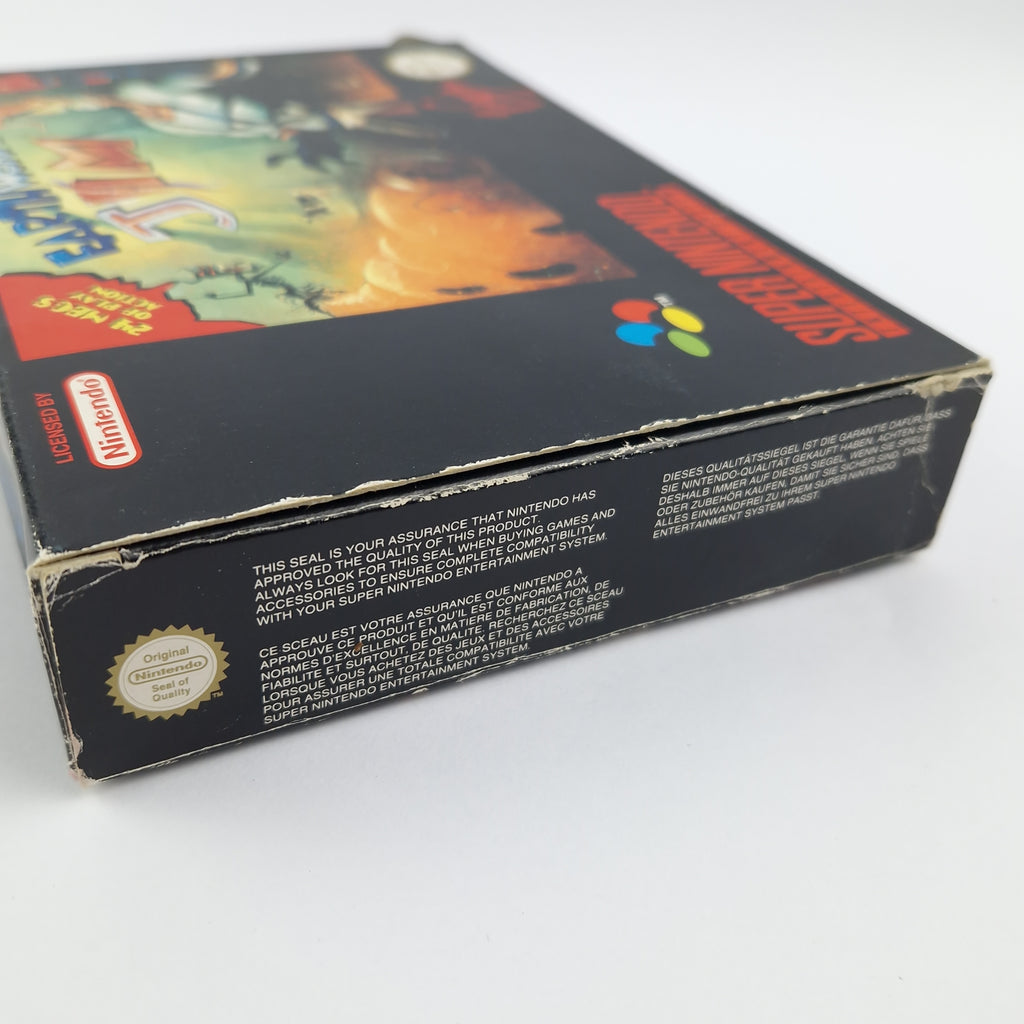 EARTHWORM
JIM
24 MEGS
OF PLAY
ACTION!
LICENSED BY
Nintendo®
SUPER NINTENDO
TM
THIS SEAL IS YOUR ASSURANCE THAT NINTENDO HAS
APPROVED THE QUALITY OF THIS PRODUCT.
ALWAYS LOOK FOR THIS SEAL WHEN BUYING GAMES AND
ACCESSORIES TO ENSURE COMPLETE COMPATIBILITY
WITH YOUR SUPER NINTENDO ENTERTAINMENT SYSTEM.
CE SCEAU EST VOTRE ASSURANCE QUE NINTENDO A
APPROUVE CE PRODUIT ET QU'IL EST CONFORME AUX
NORMES D'EXCELLENCE EN MATIERE DE FABRICATION, DE
FIABILITE ET SURTOUT, DE QUALITE. RECHERCHEZ CE SCEAU
LORSQUE VOUS ACHETEZ DES JEUX ET DES ACCESSOIRES
POUR ASSURER UNE TOTALE COMPATIBILITE AVEC VOTRE
SUPER NINTENDO ENTERTAINMENT SYSTEM.
DIESES QUALITÄTSSIEGEL IST DIE GARANTIE DAFÜR, DASS
SIE NINTENDO-QUALITÄT GEKAUFT HABEN. ACHTEN SIE
DESHALB IMMER AUF DIESES SIEGEL, WENN SIE SPIELE
ODER ZUBEHÖR KAUFEN, DAMIT SIE SICHER SIND, DASS
ALLES EINWANDFREI ZU IHREM SUPER NINTENDO
ENTERTAINMENT SYSTEM PASST.
Original
Nintendo
Seal of
Quality
TM